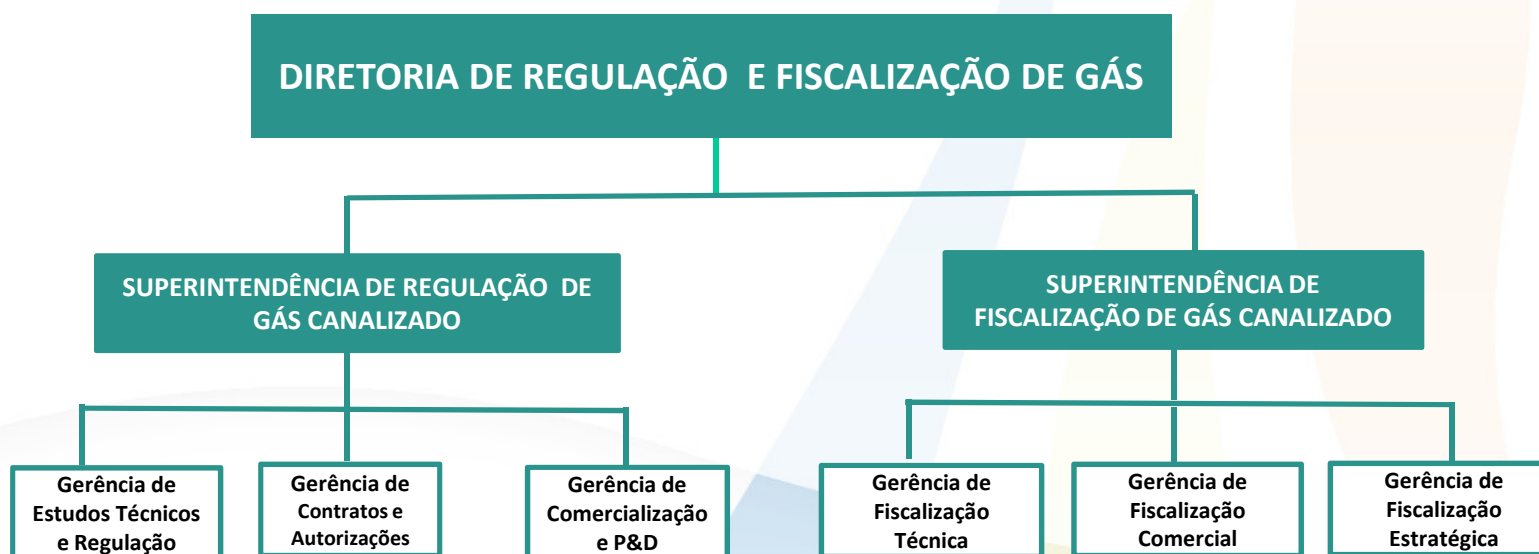 DIRETORIA DE REGULAÇÃO E FISCALIZAÇÃO DE GÁS
SUPERINTENDÊNCIA DE REGULAÇÃO DE
GÁS CANALIZADO
SUPERINTENDÊNCIA DE
FISCALIZAÇÃO DE GÁS CANALIZADO
Gerência de
Estudos Técnicos
e Regulação
Gerência de
Contratos e
Autorizações
Gerência de
Comercialização
e P&D
Gerência de
Fiscalização
Técnica
Gerência de
Fiscalização
Comercial
Gerência de
Fiscalização
Estratégica